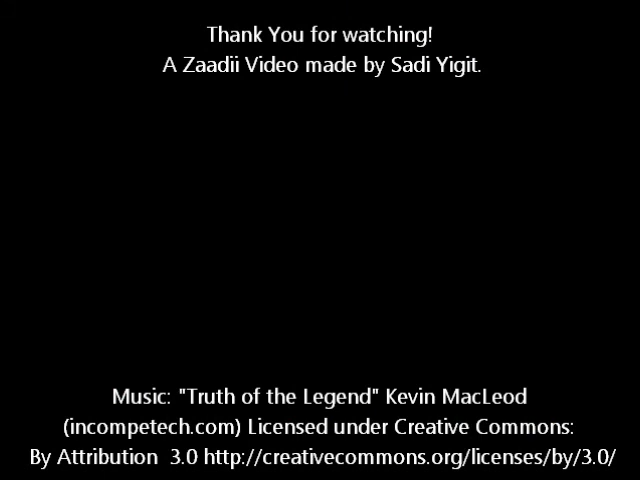 Thank You for watching!
A Zaadii Video made by Sadi Yigit.
Music: "Truth of the Legend" Kevin MacLeod
(incompetech.com) Licensed under Creative Commons:
By Attribution  3.0 http://creativecommons.org/licenses/by/3.0/